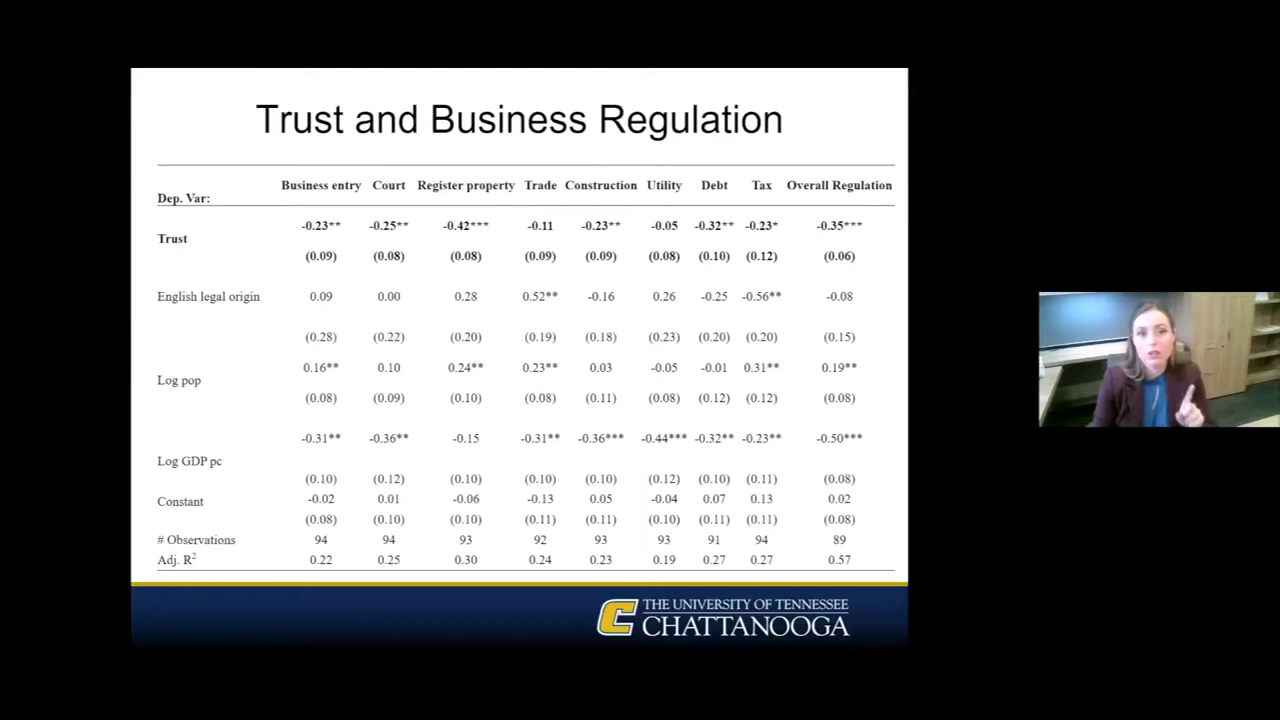 Trust and Business Regulation
Dep. Var: Business entry Court Register property Trade Construction Utility Debt Tax Overall Regulation
Trust -0.23** -0.25** -0.42*** -0.11 -0.23** -0.05 -0.32** -0.23* -0.35***
(0.09) (0.08) (0.08) (0.09) (0.09) (0.08) (0.10) (0.12) (0.06)
English legal origin 0.09 0.00 0.28 0.52** -0.16 0.26 -0.25 -0.56** -0.08
(0.28) (0.22) (0.20) (0.19) (0.18) (0.23) (0.20) (0.20) (0.15)
Log pop 0.16** 0.10 0.24** 0.23** 0.03 -0.05 -0.01 0.31** 0.19**
(0.08) (0.09) (0.10) (0.08) (0.11) (0.08) (0.12) (0.12) (0.08)
Log GDP pc -0.31** -0.36** -0.15 -0.31** -0.36*** -0.44*** -0.32** -0.23** -0.50***
(0.10) (0.12) (0.10) (0.10) (0.10) (0.12) (0.10) (0.11) (0.08)
Constant -0.02 0.01 -0.06 -0.13 0.05 -0.04 0.07 0.13 0.02
(0.08) (0.10) (0.10) (0.11) (0.11) (0.10) (0.11) (0.11) (0.08)
# Observations 94 94 93 92 93 93 91 94 89
Adj. R² 0.22 0.25 0.30 0.24 0.23 0.19 0.27 0.27 0.57
THE UNIVERSITY OF TENNESSEE
CHATTANOOGA